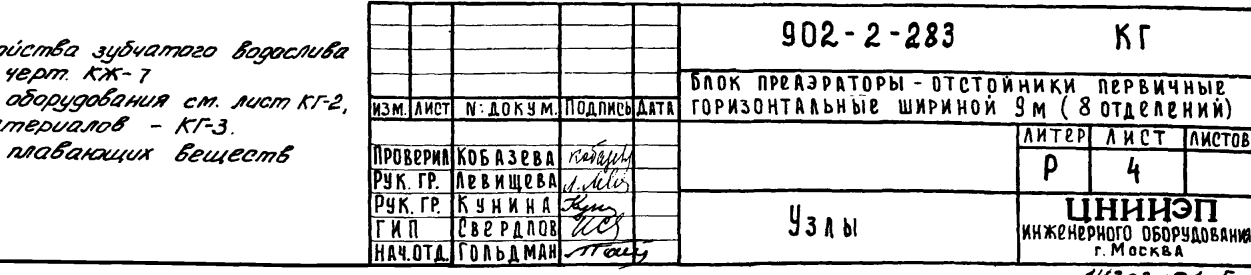 зубчатого водослива
черт. КЖ-7
оборудования см. лист КГ-2,
- КГ-3.
плавающих веществ
902-2-283 КГ
БЛОК ПРЕАЭРАТОРЫ - ОТСТОЙНИКИ ПЕРВИЧНЫЕ
ГОРИЗОНТАЛЬНЫЕ ШИРИНОЙ 9м (8 ОТДЕЛЕНИЙ)
ИЗМ. ЛИСТ N: ДОКУМ. ПОДПИСЬ ДАТА
ЛИТЕР ЛИСТ ЛИСТОВ
Р 4
ПРОВЕРИЛ КОБАЗЕВА
РУК. ГР. ЛЕВИЩЕВА
РУК. ГР. КУНИНА
ГИП СВЕРДЛОВ
НАЧ.ОТД. ГОЛЬДМАН
УЗЛЫ
ЦНИИЭП
ИНЖЕНЕРНОГО ОБОРУДОВАНИЯ
Г. МОСКВА